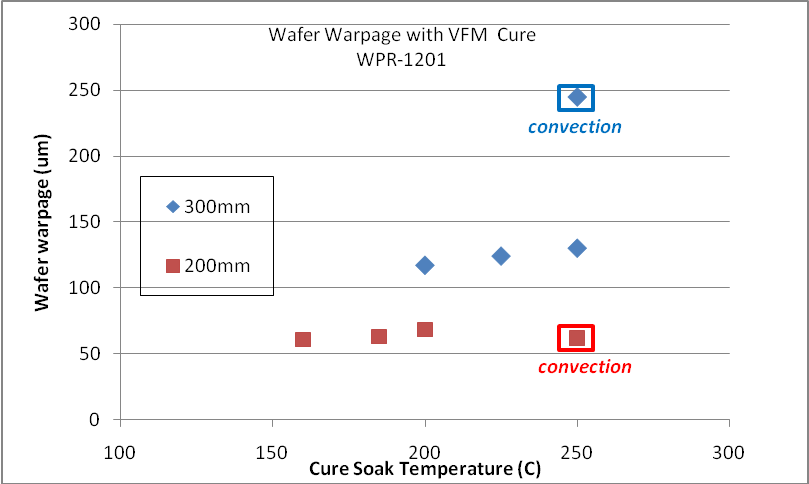 Wafer Warpage with VFM Cure
WPR-1201
300
250
200
150
100
50
0
Wafer warpage (um)
300mm
200mm
convection
convection
100
150
200
250
300
Cure Soak Temperature (C)